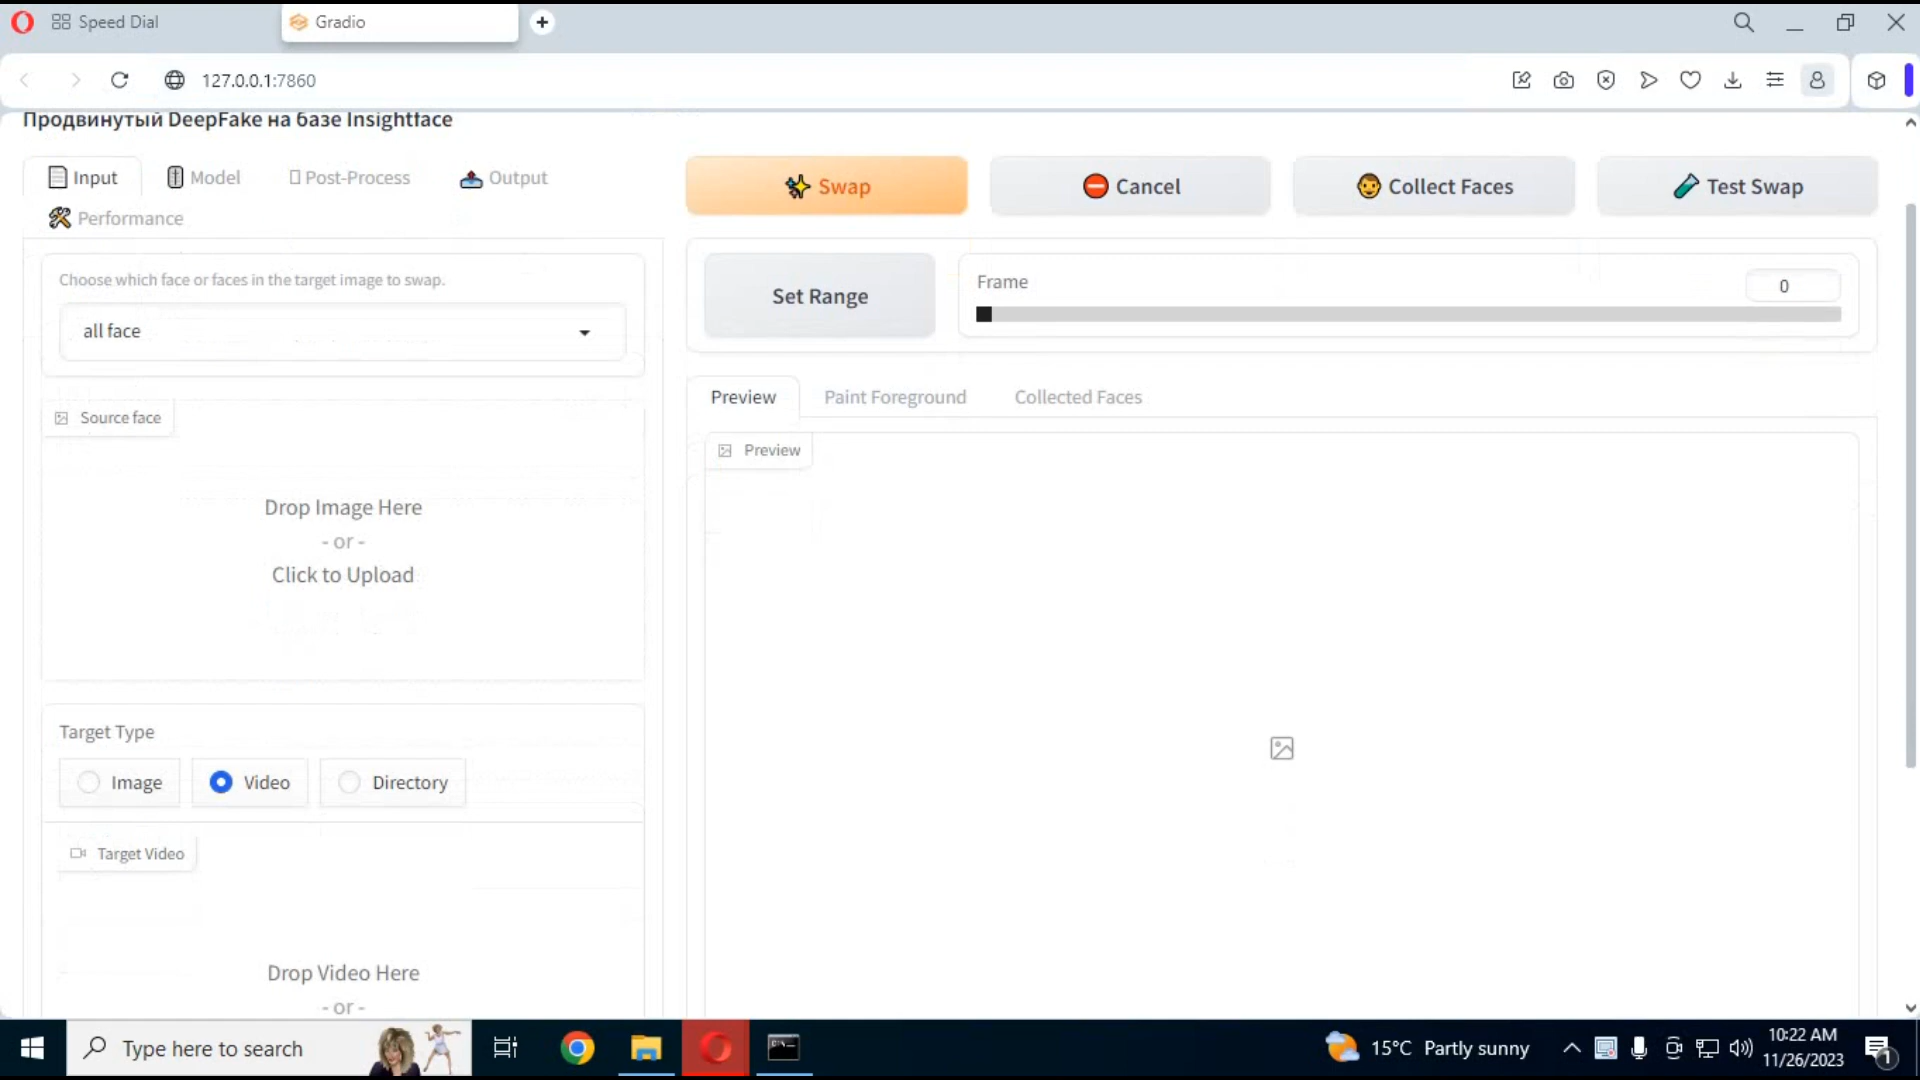 Speed Dial
Gradio
127.0.0.1:7860
Продвинутый DeepFake на базе Insightface
Input
Model
Post-Process
Output
Performance
Swap
Cancel
Collect Faces
Test Swap
Choose which face or faces in the target image to swap.
all face
Set Range
Frame
0
Preview
Paint Foreground
Collected Faces
Source face
Preview
Drop Image Here
- or -
Click to Upload
Target Type
Image
Video
Directory
Target Video
Drop Video Here
- or -
Type here to search
15°C Partly sunny
10:22 AM
11/26/2023
1